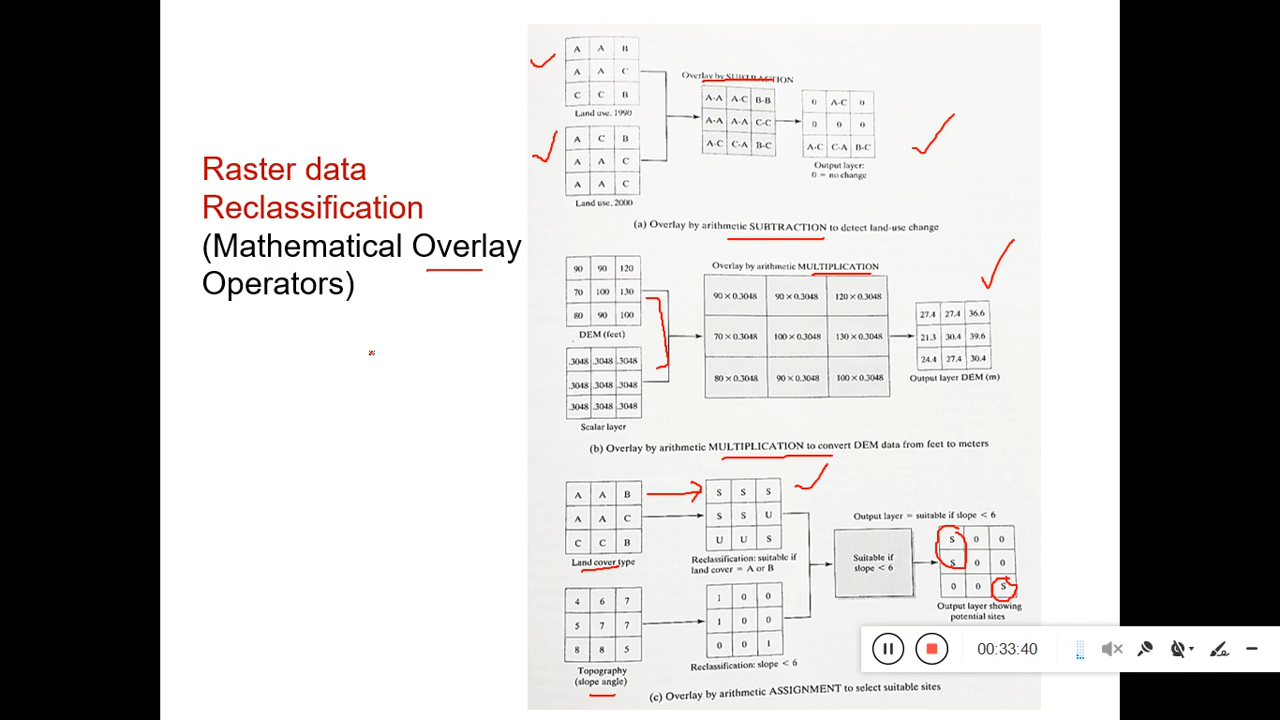 Raster data
Reclassification
(Mathematical Overlay
Operators)
A A B
A A C
C C B
Land use, 1990
A C B
A A C
A A C
Land use, 2000
Overlay by SUBTRACTION
A-A A-C B-B
A-A A-A C-C
A-C C-A B-C
0 A-C 0
0 0 0
A-C C-A B-C
Output layer:
0 = no change
(a) Overlay by arithmetic SUBTRACTION to detect land-use change
90 90 120
70 100 130
80 90 100
DEM (feet)
.3048 .3048 .3048
.3048 .3048 .3048
.3048 .3048 .3048
Scalar layer
Overlay by arithmetic MULTIPLICATION
90 × 0.3048 90 × 0.3048 120 × 0.3048
70 × 0.3048 100 × 0.3048 130 × 0.3048
80 × 0.3048 90 × 0.3048 100 × 0.3048
27.4 27.4 36.6
21.3 30.4 39.6
24.4 27.4 30.4
Output layer DEM (m)
(b) Overlay by arithmetic MULTIPLICATION to convert DEM data from feet to meters
A A B
A A C
C C B
Land cover type
S S S
S S U
U U S
Reclassification: suitable if
land cover = A or B
4 6 7
5 7 7
8 8 5
Topography
(slope angle)
1 0 0
1 0 0
0 0 1
Reclassification: slope < 6
Suitable if
slope < 6
Output layer = suitable if slope < 6
S 0 0
S 0 0
0 0 S
Output layer showing
potential sites
(c) Overlay by arithmetic ASSIGNMENT to select suitable sites
00:33:40